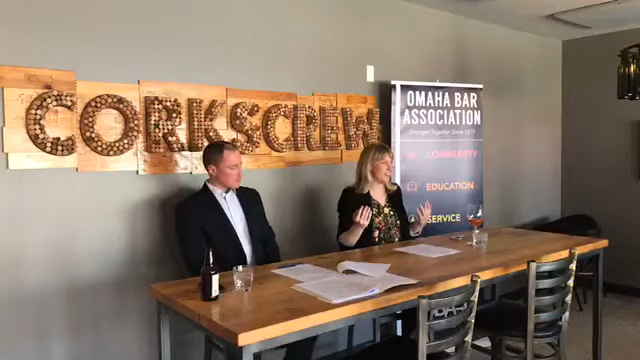 CORKSCREW
OMAHA BAR
ASSOCIATION
Stronger Together Since 1875
COMMUNITY
EDUCATION
SERVICE